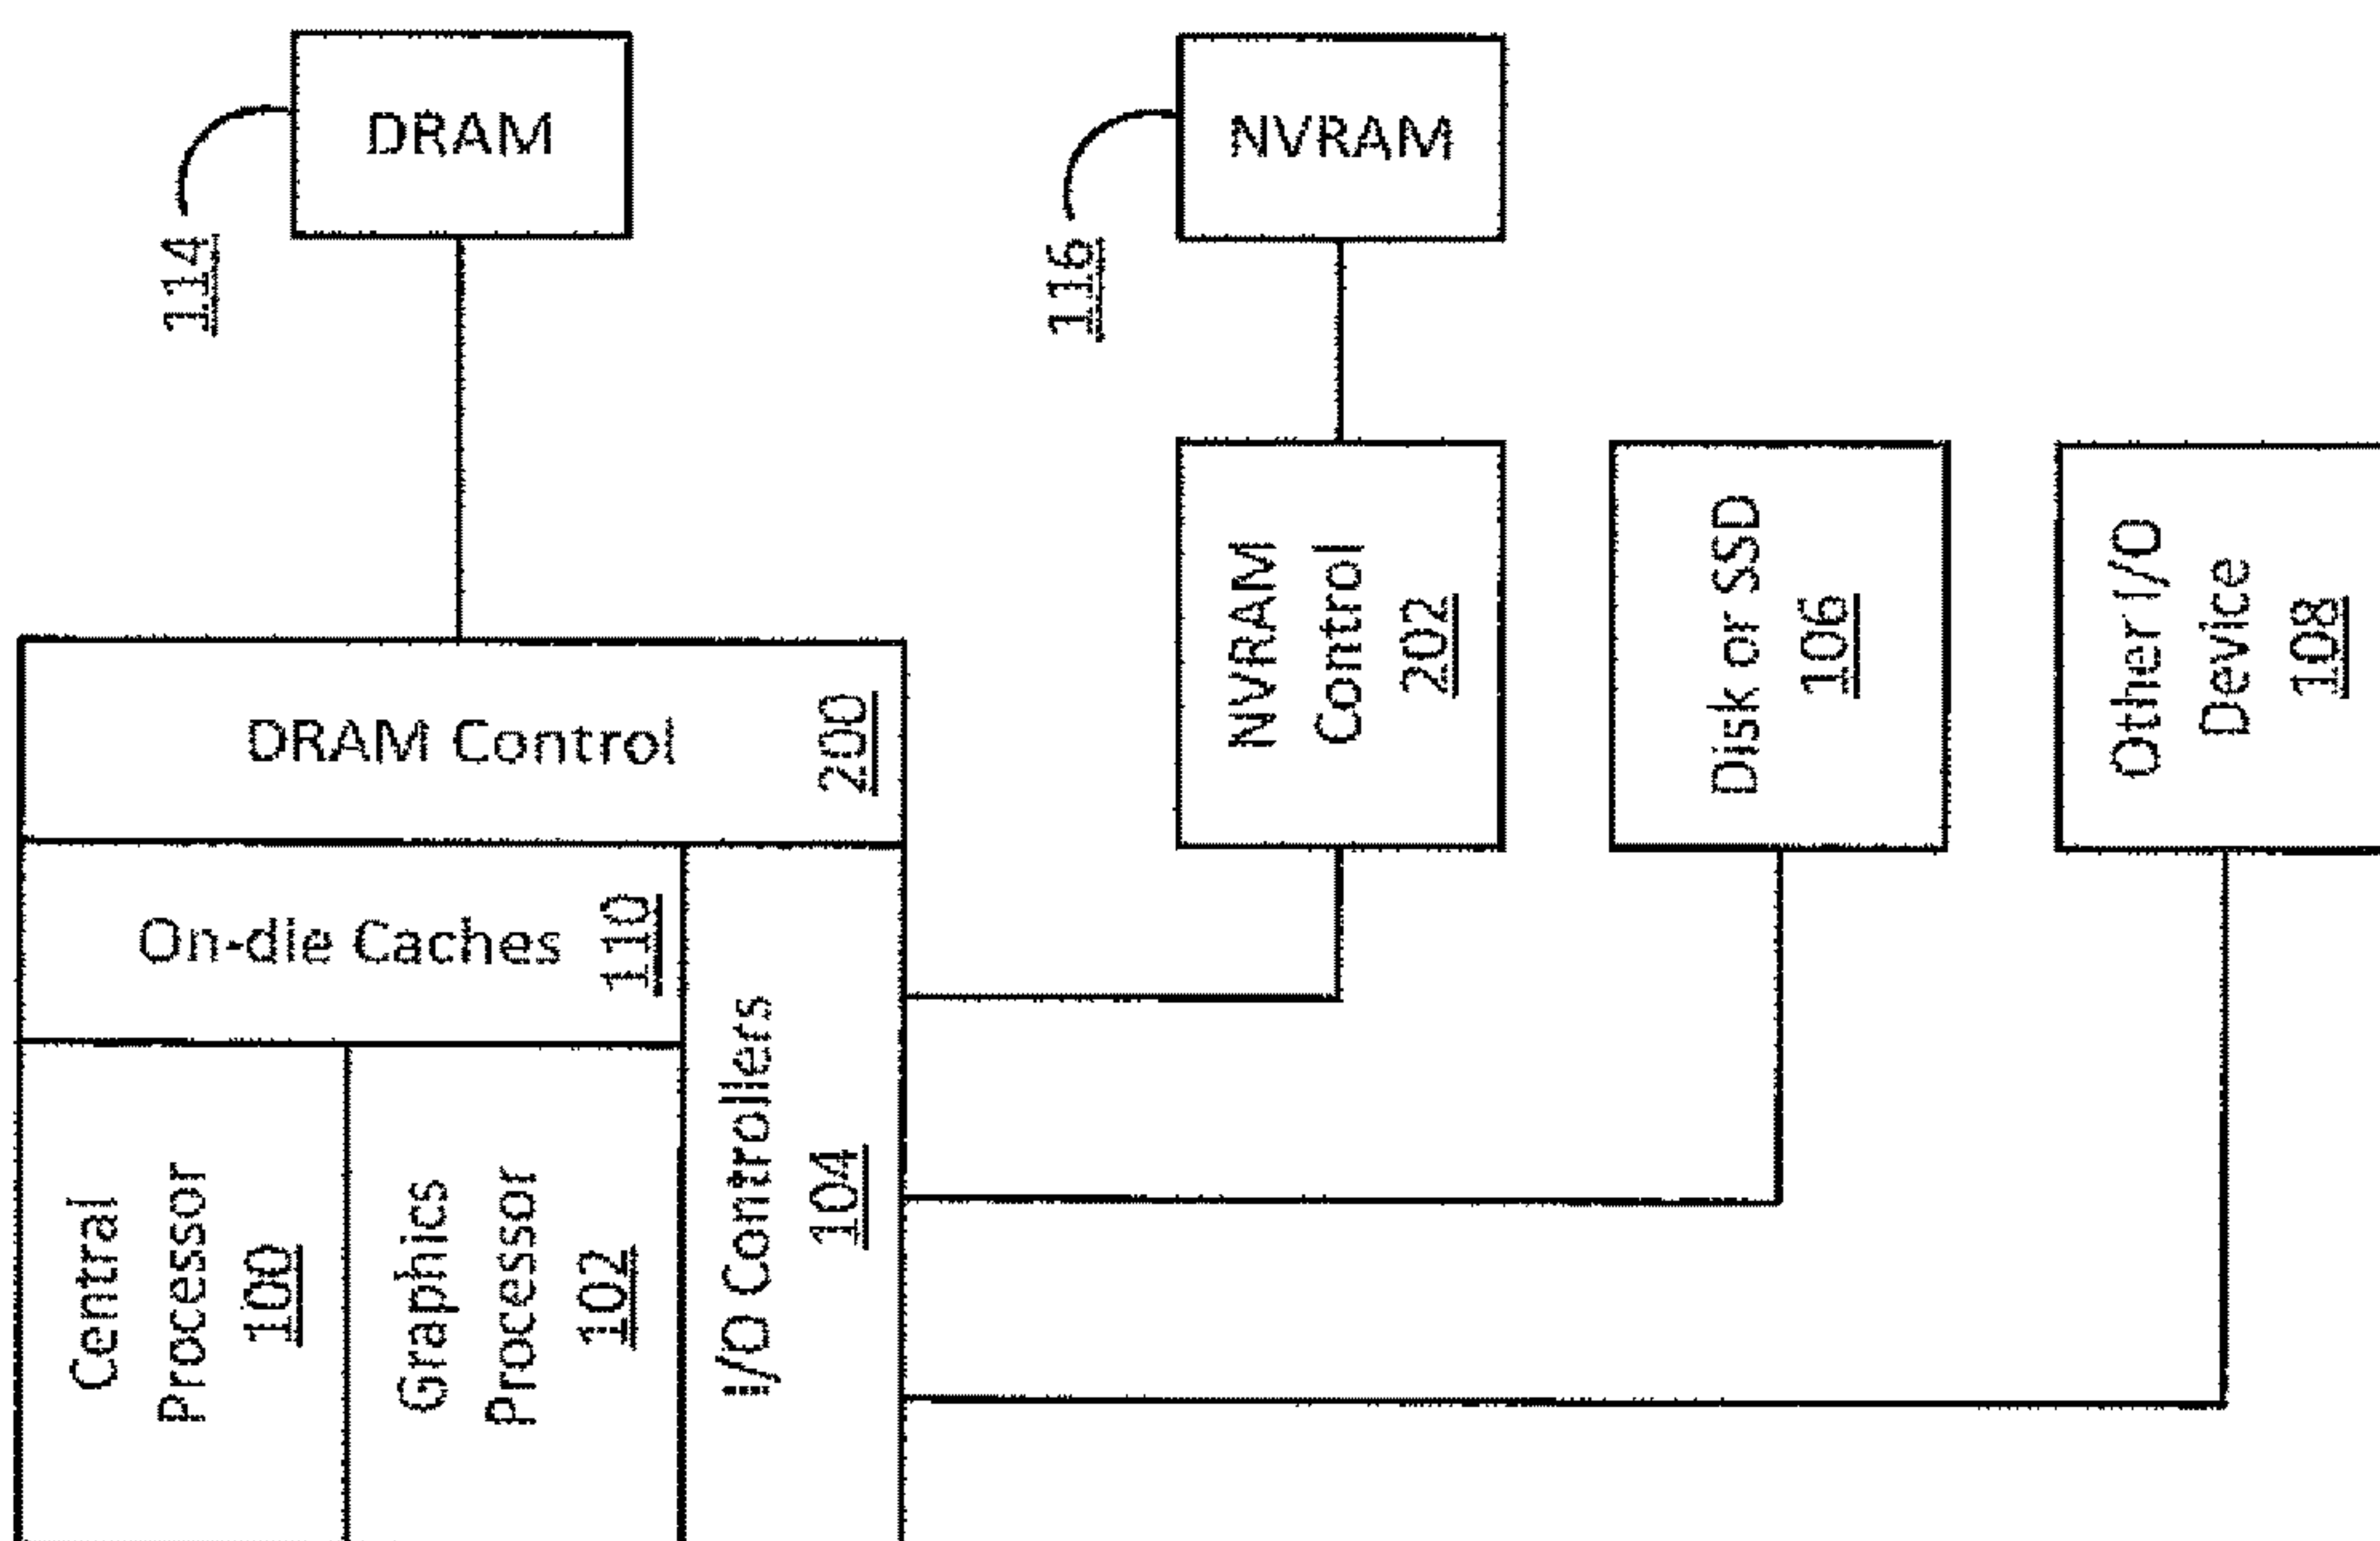 DRAM
114
NVRAM
116
DRAM Control
200
On-die Caches
110
Central
Processor
100
Graphics
Processor
102
I/O Controllers
104
NVRAM
Control
202
Disk or SSD
106
Other I/O
Device
108